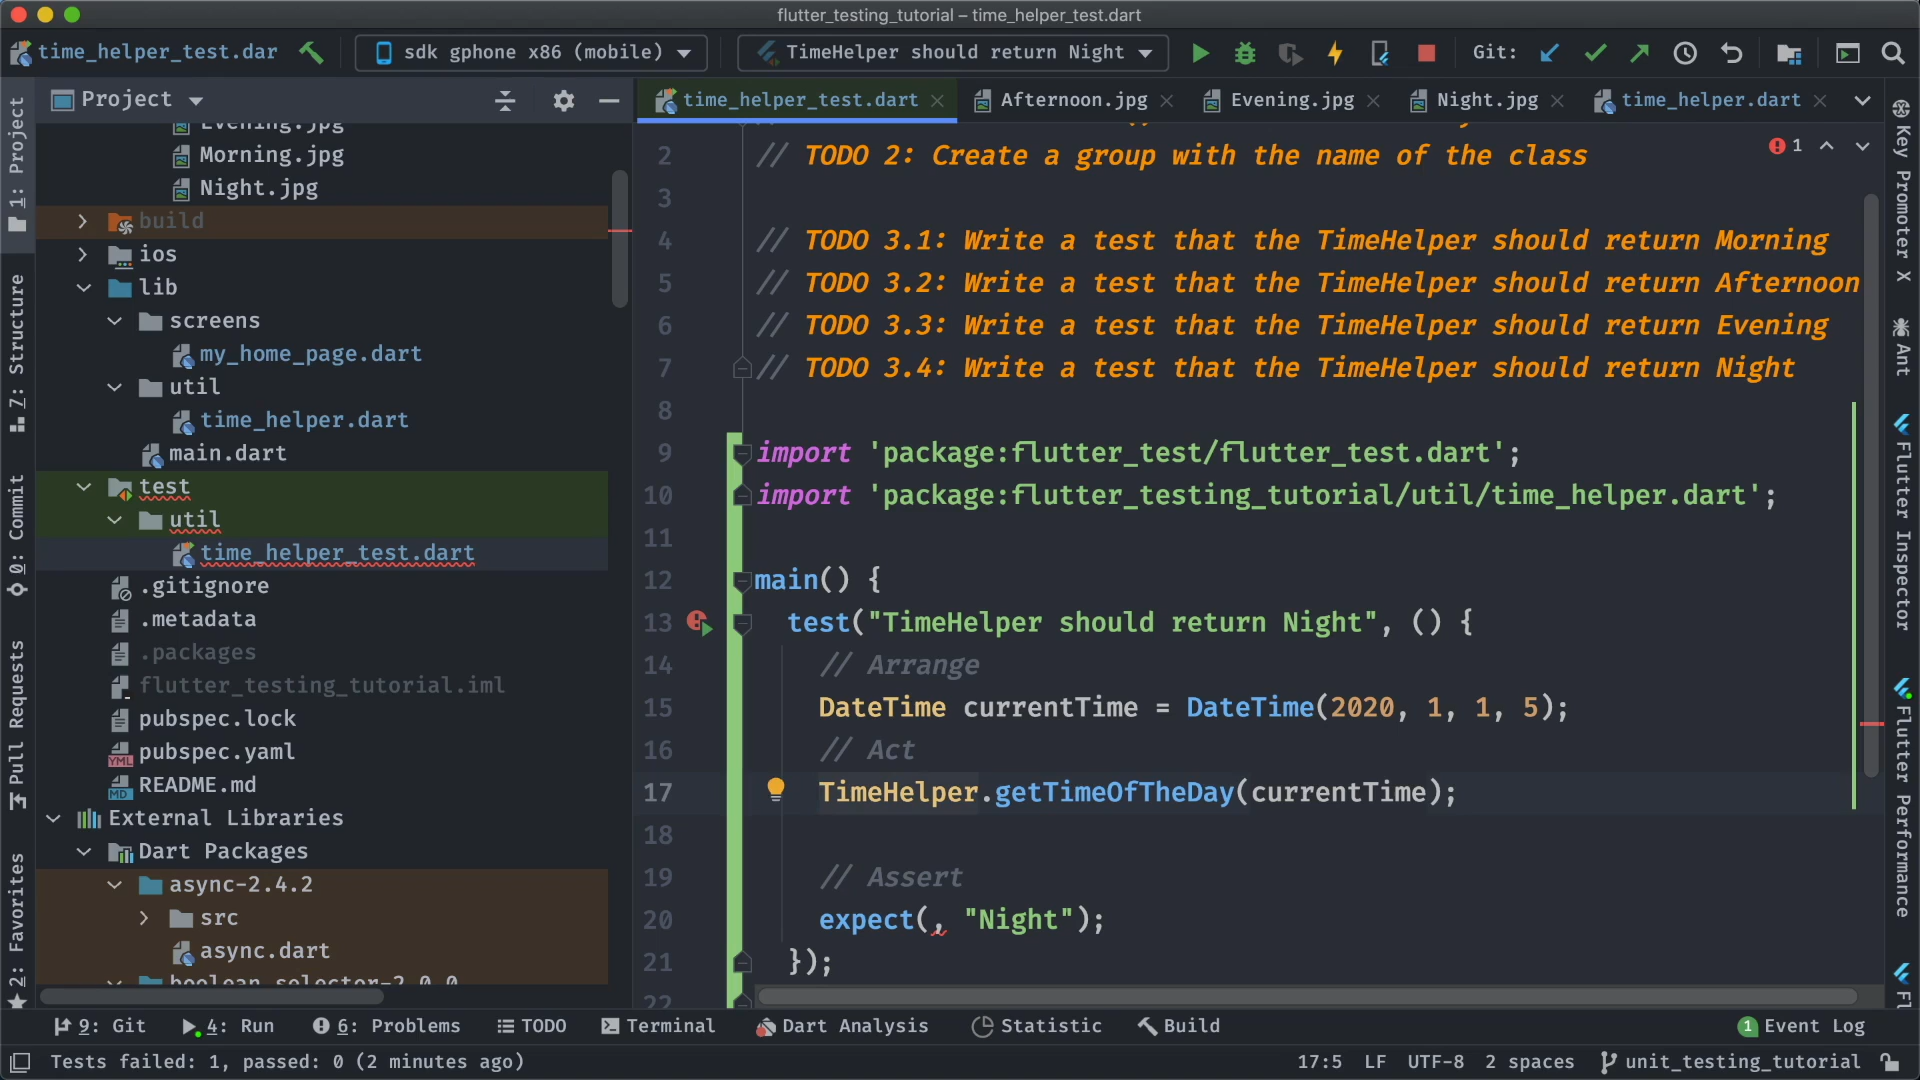 flutter_testing_tutorial – time_helper_test.dart
time_helper_test.dar
sdk gphone x86 (mobile)
TimeHelper should return Night
Git:
Project
time_helper_test.dart
Afternoon.jpg
Evening.jpg
Night.jpg
time_helper.dart
1: Project
7: Structure
0: Commit
Pull Requests
2: Favorites
Evening.jpg
Morning.jpg
Night.jpg
build
ios
lib
screens
my_home_page.dart
util
time_helper.dart
main.dart
test
util
time_helper_test.dart
.gitignore
.metadata
.packages
flutter_testing_tutorial.iml
pubspec.lock
pubspec.yaml
README.md
External Libraries
Dart Packages
async-2.4.2
src
async.dart
boolean_selector-2.0.0
1
2 // TODO 2: Create a group with the name of the class
3
4 // TODO 3.1: Write a test that the TimeHelper should return Morning
5 // TODO 3.2: Write a test that the TimeHelper should return Afternoon
6 // TODO 3.3: Write a test that the TimeHelper should return Evening
7 // TODO 3.4: Write a test that the TimeHelper should return Night
8
9 import 'package:flutter_test/flutter_test.dart';
10 import 'package:flutter_testing_tutorial/util/time_helper.dart';
11
12 main() {
13 test("TimeHelper should return Night", () {
14 // Arrange
15 DateTime currentTime = DateTime(2020, 1, 1, 5);
16 // Act
17 TimeHelper.getTimeOfTheDay(currentTime);
18
19 // Assert
20 expect(, "Night");
21 });
22
Key Promoter X
Ant
Flutter Inspector
Flutter Performance
Fl
9: Git
4: Run
6: Problems
TODO
Terminal
Dart Analysis
Statistic
Build
1 Event Log
Tests failed: 1, passed: 0 (2 minutes ago)
17:5
LF
UTF-8
2 spaces
unit_testing_tutorial